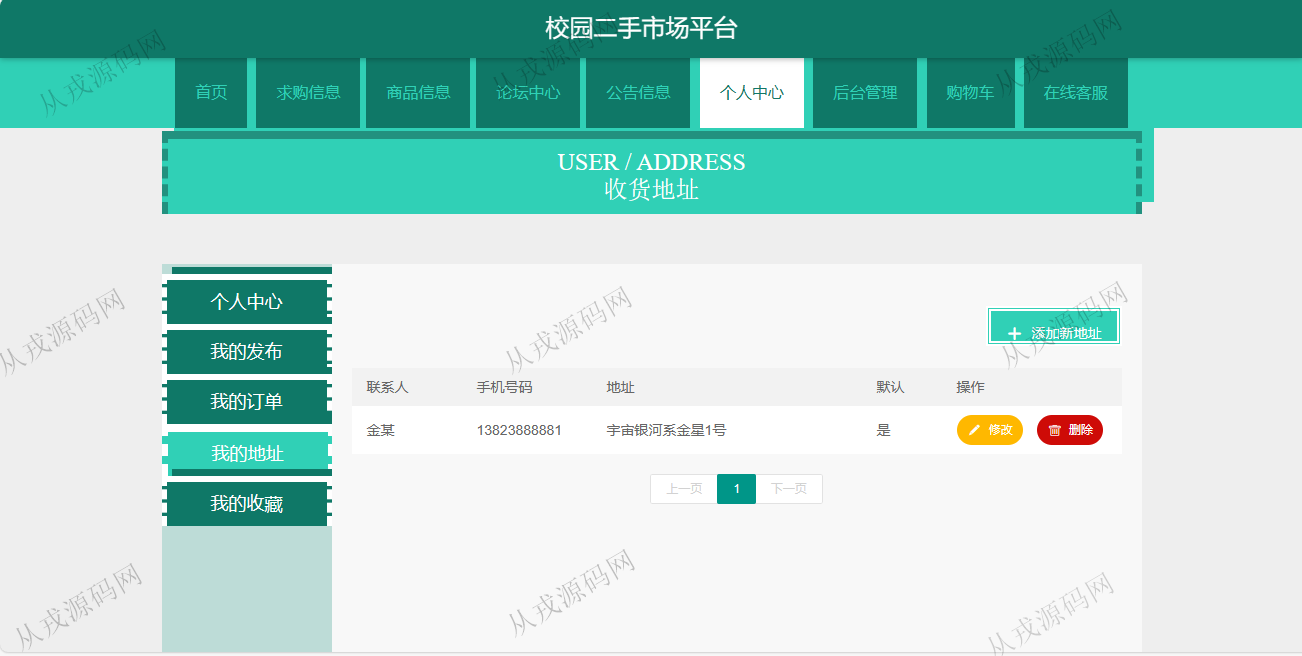 校园二手市场平台
首页 求购信息 商品信息 论坛中心 公告信息 个人中心 后台管理 购物车 在线客服
USER / ADDRESS
收货地址
个人中心
我的发布
我的订单
我的地址
我的收藏
添加新地址
联系人 手机号码 地址 默认 操作
金某 13823888881 宇宙银河系金星1号 是 修改 删除
上一页 1 下一页
从戎源码网
从戎源码网
从戎源码网
从戎源码网
从戎源码网
从戎源码网
从戎源码网
从戎源码网
从戎源码网